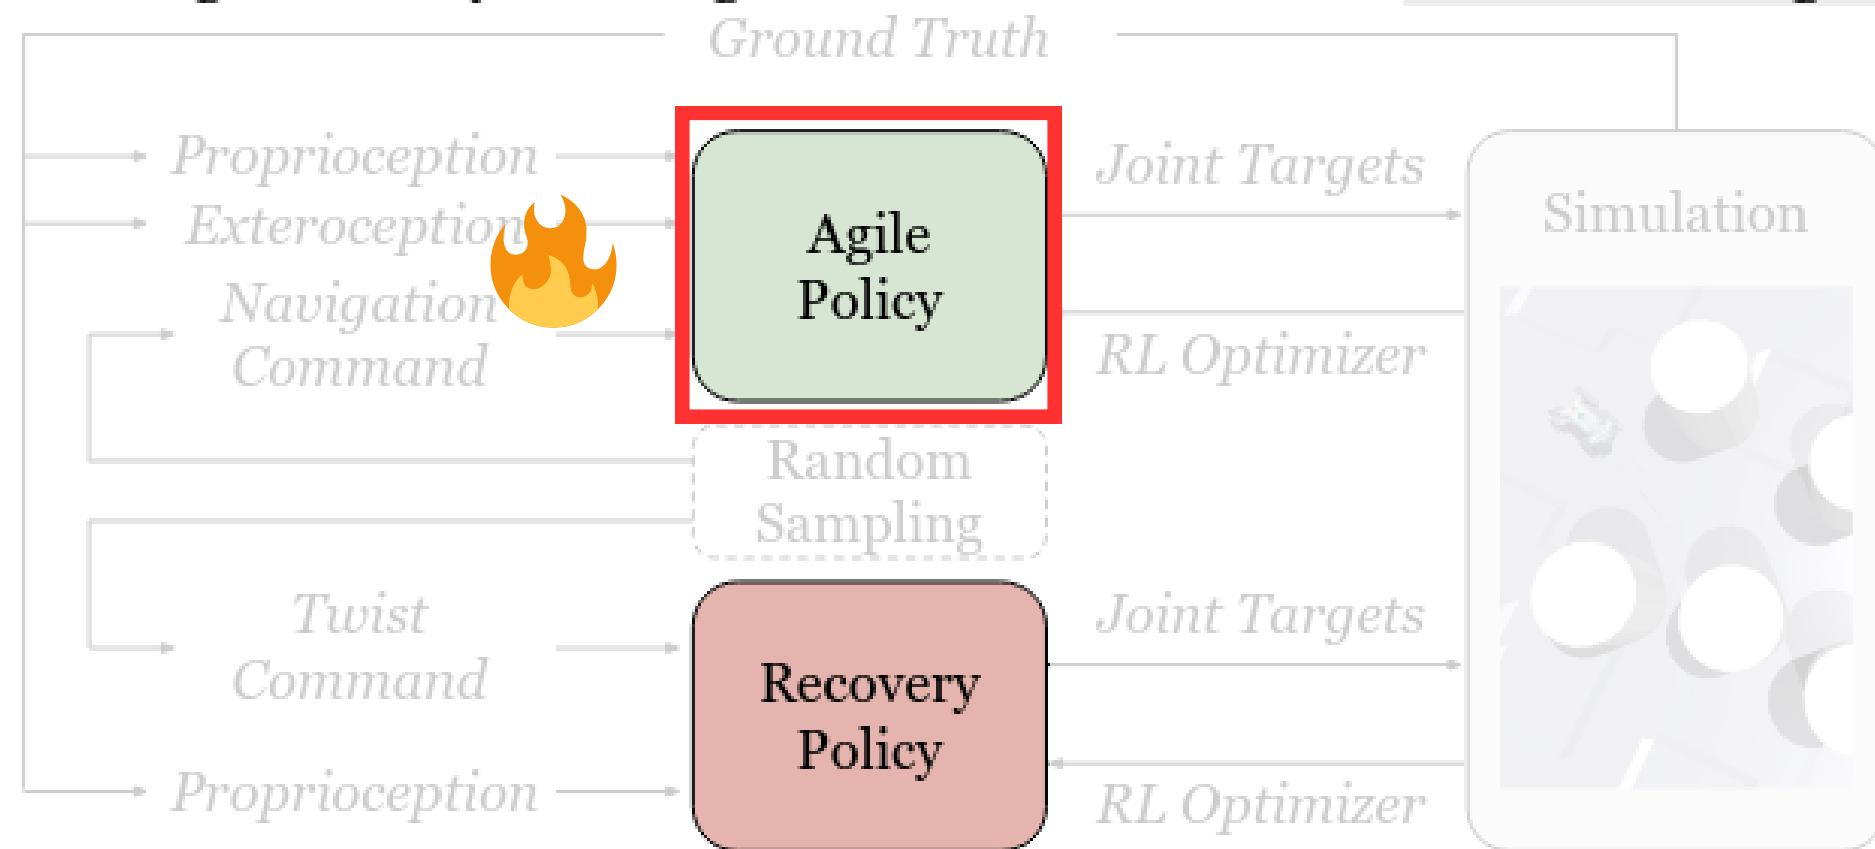 Ground Truth
Proprioception
Exteroception
Navigation
Command
Agile
Policy
Joint Targets
RL Optimizer
Simulation
Random
Sampling
Twist
Command
Proprioception
Recovery
Policy
Joint Targets
RL Optimizer